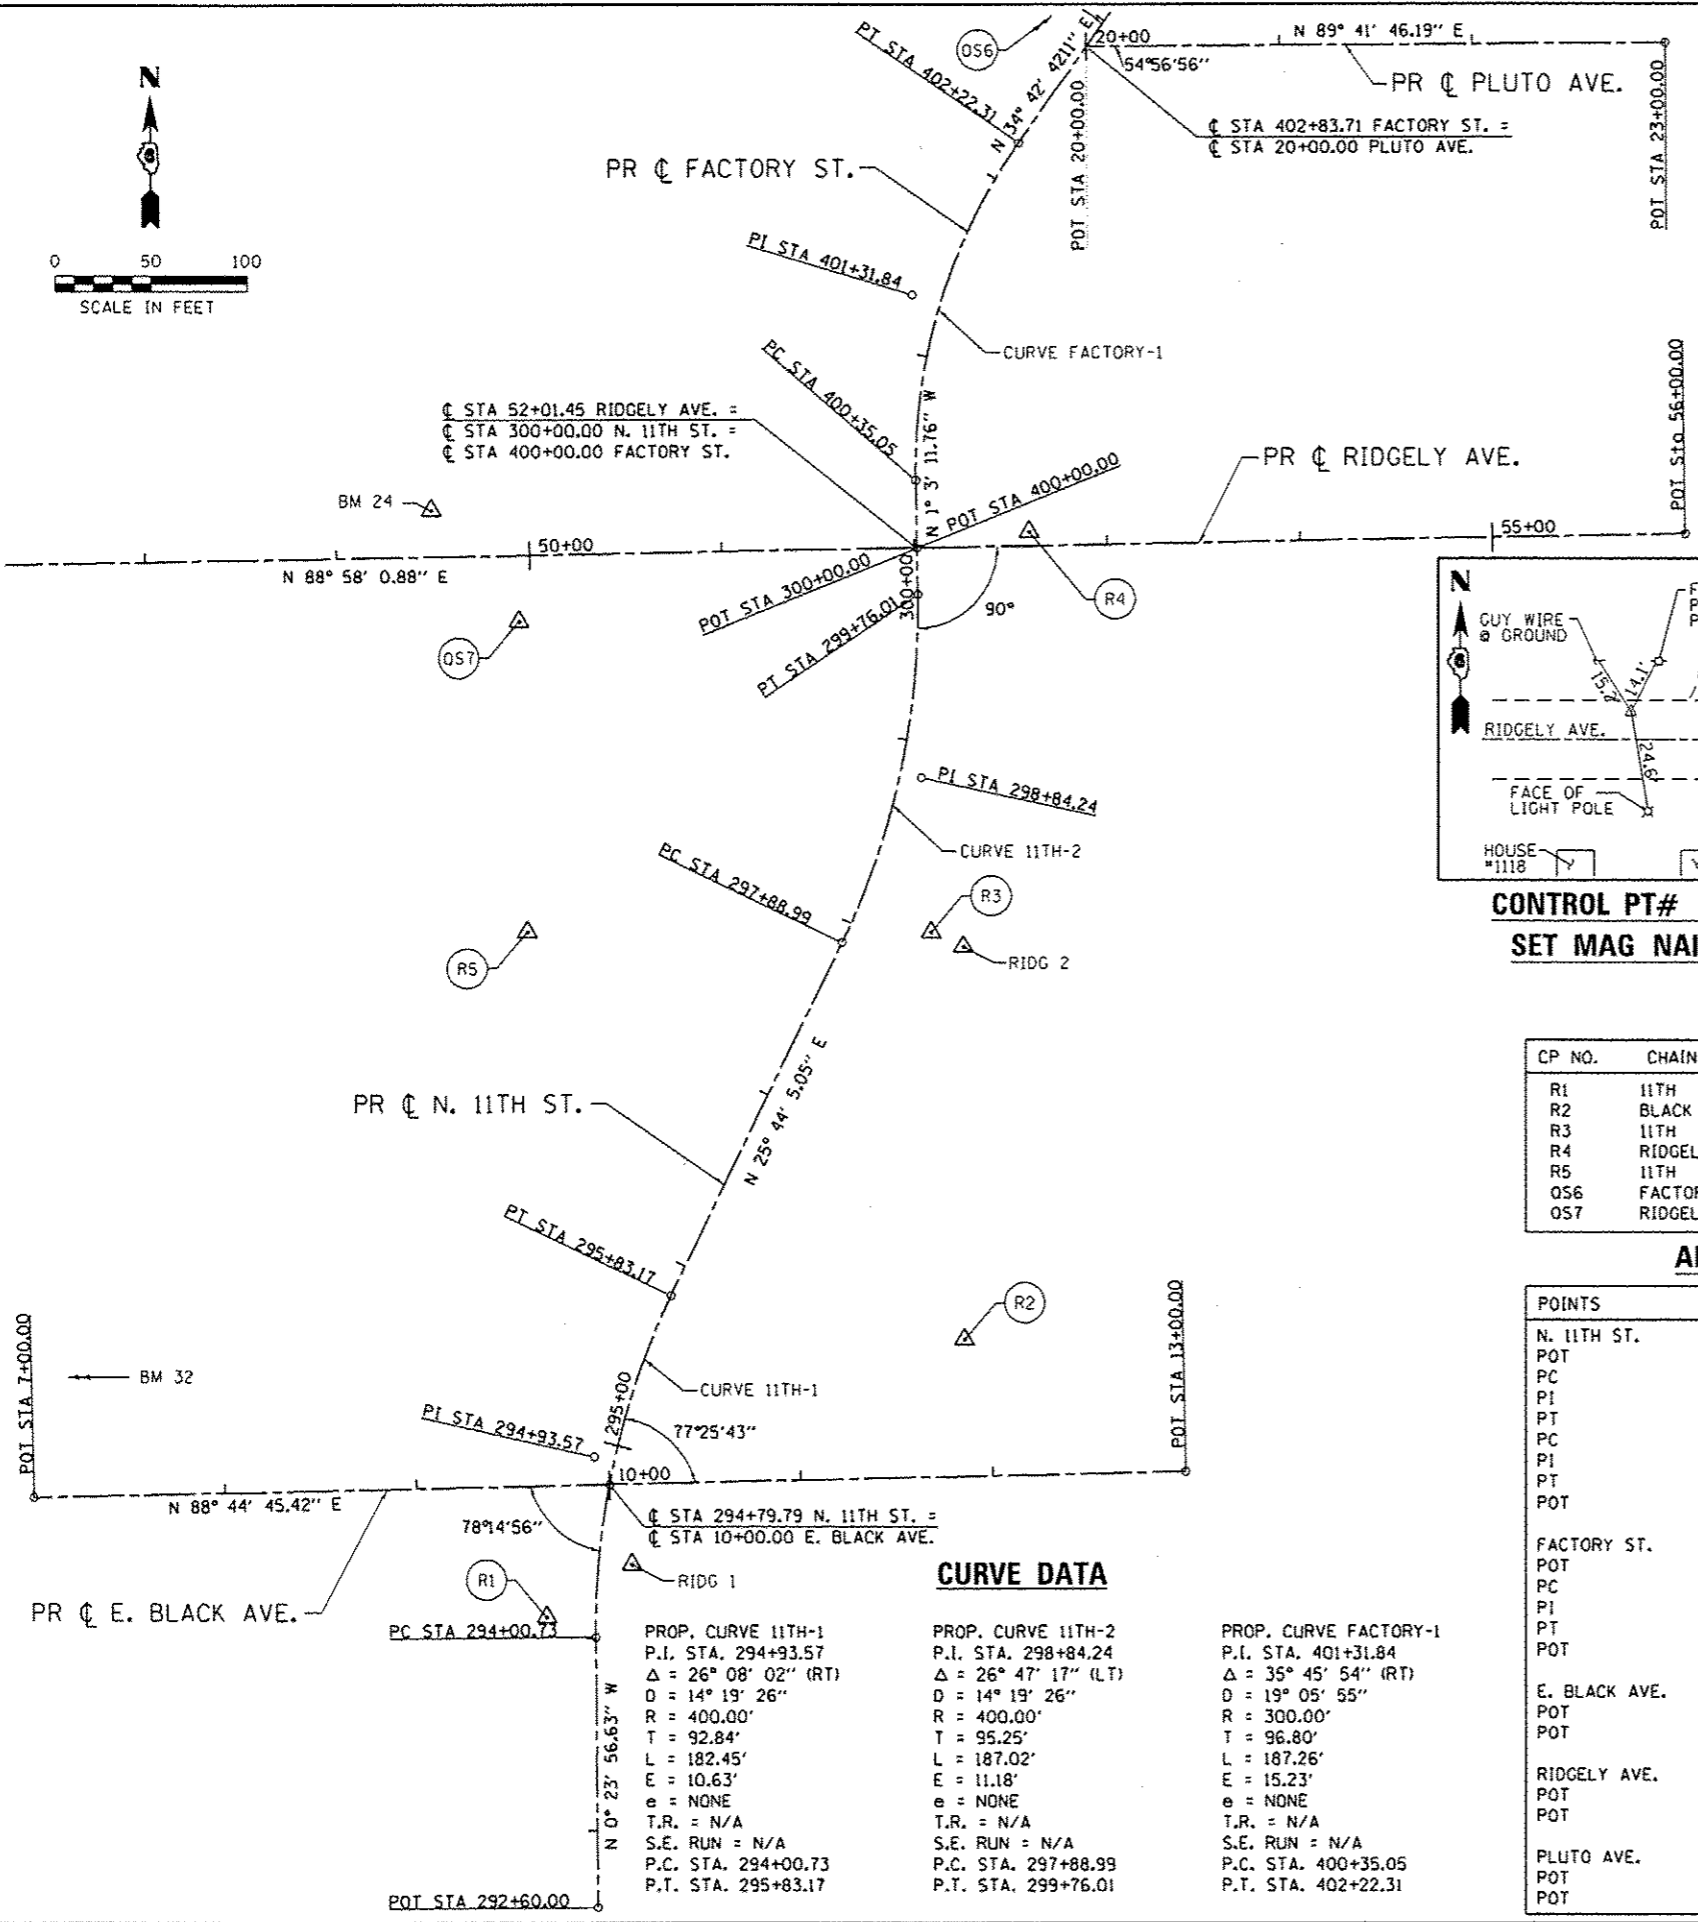 N
0 50 100
SCALE IN FEET
OS6
PT STA 402+22.31
N 34° 42' 4211" E
20+00
N 89° 41' 46.19" E
54°56'56"
PR ℄ PLUTO AVE.
POT STA 20+00.00
POT STA 23+00.00
℄ STA 402+83.71 FACTORY ST. =
℄ STA 20+00.00 PLUTO AVE.
PR ℄ FACTORY ST.
PI STA 401+31.84
CURVE FACTORY-1
PC STA 400+35.05
N 1° 3' 11.76" W
℄ STA 52+01.45 RIDGELY AVE. =
℄ STA 300+00.00 N. 11TH ST. =
℄ STA 400+00.00 FACTORY ST.
POT STA 400+00.00
PR ℄ RIDGELY AVE.
POT Sta 56+00.00
BM 24
50+00
55+00
N 88° 58' 0.88" E
POT STA 300+00.00
300+00
90°
R4
OS7
PT STA 299+76.01
N
GUY WIRE
@ GROUND
15.2'
14.1'
F
P
P
RIDGELY AVE.
24.6'
FACE OF
LIGHT POLE
HOUSE
#1118
CONTROL PT#
SET MAG NAI
PI STA 298+84.24
CURVE 11TH-2
PC STA 297+88.99
R3
RIDG 2
R5
N 25° 44' 5.05" E
PR ℄ N. 11TH ST.
PT STA 295+83.17
R2
POT STA 7+00.00
BM 32
POT STA 13+00.00
CURVE 11TH-1
295+00
PI STA 294+93.57
77°25'43"
10+00
N 88° 44' 45.42" E
78°14'56"
℄ STA 294+79.79 N. 11TH ST. =
℄ STA 10+00.00 E. BLACK AVE.
R1
RIDG 1
PR ℄ E. BLACK AVE.
PC STA 294+00.73
N 0° 23' 56.63" W
POT STA 292+60.00
CURVE DATA
PROP. CURVE 11TH-1
P.I. STA. 294+93.57
Δ = 26° 08' 02" (RT)
D = 14° 19' 26"
R = 400.00'
T = 92.84'
L = 182.45'
E = 10.63'
e = NONE
T.R. = N/A
S.E. RUN = N/A
P.C. STA. 294+00.73
P.T. STA. 295+83.17
PROP. CURVE 11TH-2
P.I. STA. 298+84.24
Δ = 26° 47' 17" (LT)
D = 14° 19' 26"
R = 400.00'
T = 95.25'
L = 187.02'
E = 11.18'
e = NONE
T.R. = N/A
S.E. RUN = N/A
P.C. STA. 297+88.99
P.T. STA. 299+76.01
PROP. CURVE FACTORY-1
P.I. STA. 401+31.84
Δ = 35° 45' 54" (RT)
D = 19° 05' 55"
R = 300.00'
T = 96.80'
L = 187.26'
E = 15.23'
e = NONE
T.R. = N/A
S.E. RUN = N/A
P.C. STA. 400+35.05
P.T. STA. 402+22.31
CP NO. CHAIN
R1 11TH
R2 BLACK
R3 11TH
R4 RIDGEL
R5 11TH
OS6 FACTOR
OS7 RIDGEL
POINTS
N. 11TH ST.
POT
PC
PI
PT
PC
PI
PT
POT
FACTORY ST.
POT
PC
PI
PT
POT
E. BLACK AVE.
POT
POT
RIDGELY AVE.
POT
POT
PLUTO AVE.
POT
POT